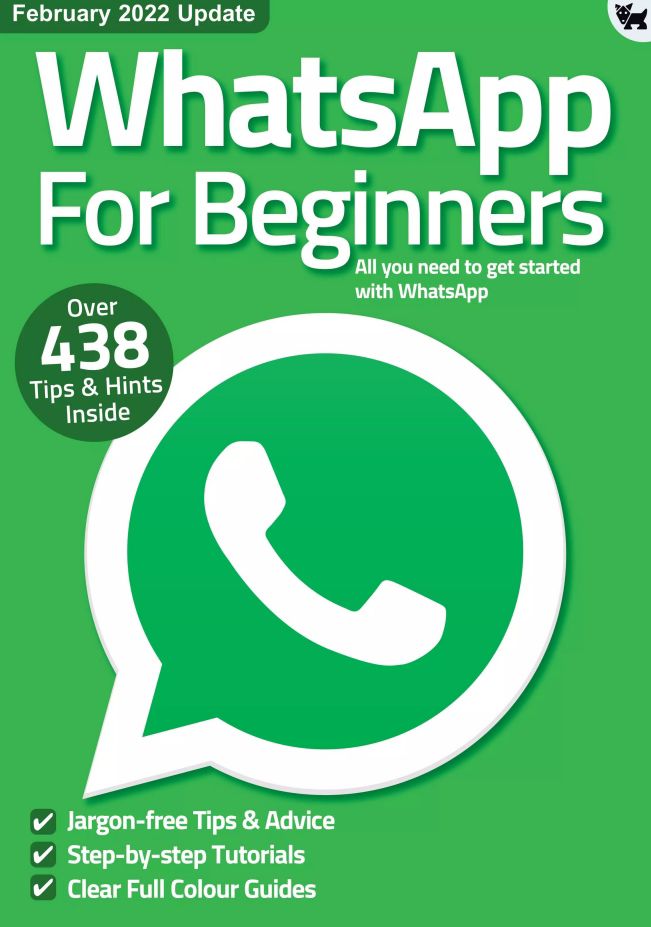 February 2022 Update
WhatsApp
For Beginners
All you need to get started
with WhatsApp
Over
438
Tips & Hints
Inside
Jargon-free Tips & Advice
Step-by-step Tutorials
Clear Full Colour Guides